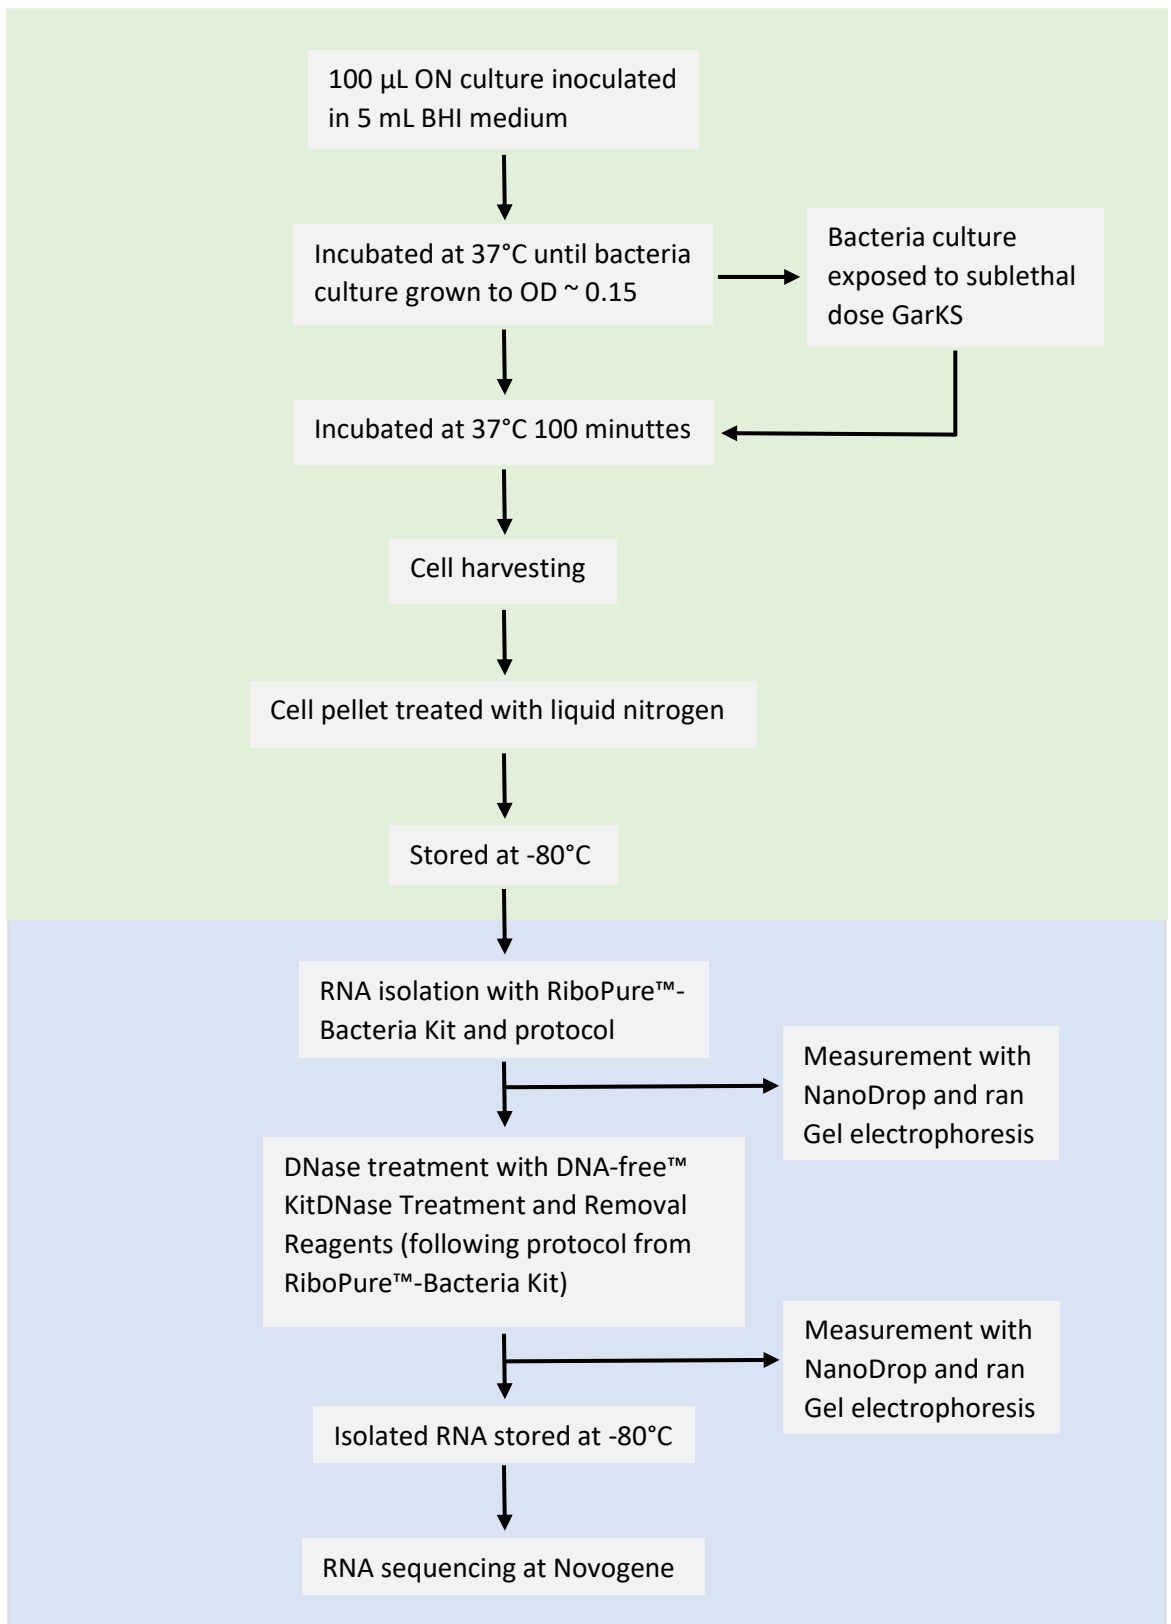 100 µL ON culture inoculated
in 5 mL BHI medium
Incubated at 37°C until bacteria
culture grown to OD ~ 0.15
Bacteria culture
exposed to sublethal
dose GarKS
Incubated at 37°C 100 minuttes
Cell harvesting
Cell pellet treated with liquid nitrogen
Stored at -80°C
RNA isolation with RiboPure™-
Bacteria Kit and protocol
Measurement with
NanoDrop and ran
Gel electrophoresis
DNase treatment with DNA-free™
KitDNase Treatment and Removal
Reagents (following protocol from
RiboPure™-Bacteria Kit)
Measurement with
NanoDrop and ran
Gel electrophoresis
Isolated RNA stored at -80°C
RNA sequencing at Novogene